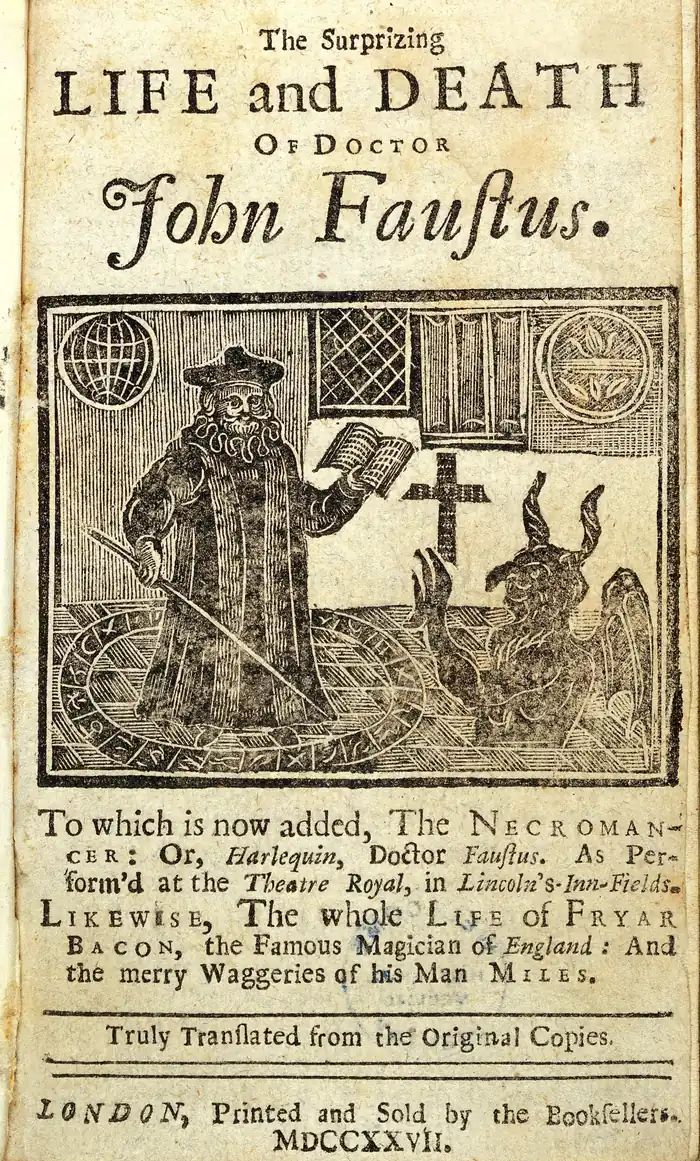 The Surprizing
LIFE and DEATH
OF DOCTOR
John Fauſtus.
To which is now added, The NECROMAN-
CER: Or, Harlequin, Doctor Fauſtus. As Per-
form'd at the Theatre Royal, in Lincoln's-Inn-Fields.
LIKEWISE, The whole LIFE of FRYAR
BACON, the Famous Magician of England: And
the merry Waggeries of his Man MILES.
Truly Tranſlated from the Original Copies.
LONDON, Printed and Sold by the Bookſellers.
MDCCXXVII.